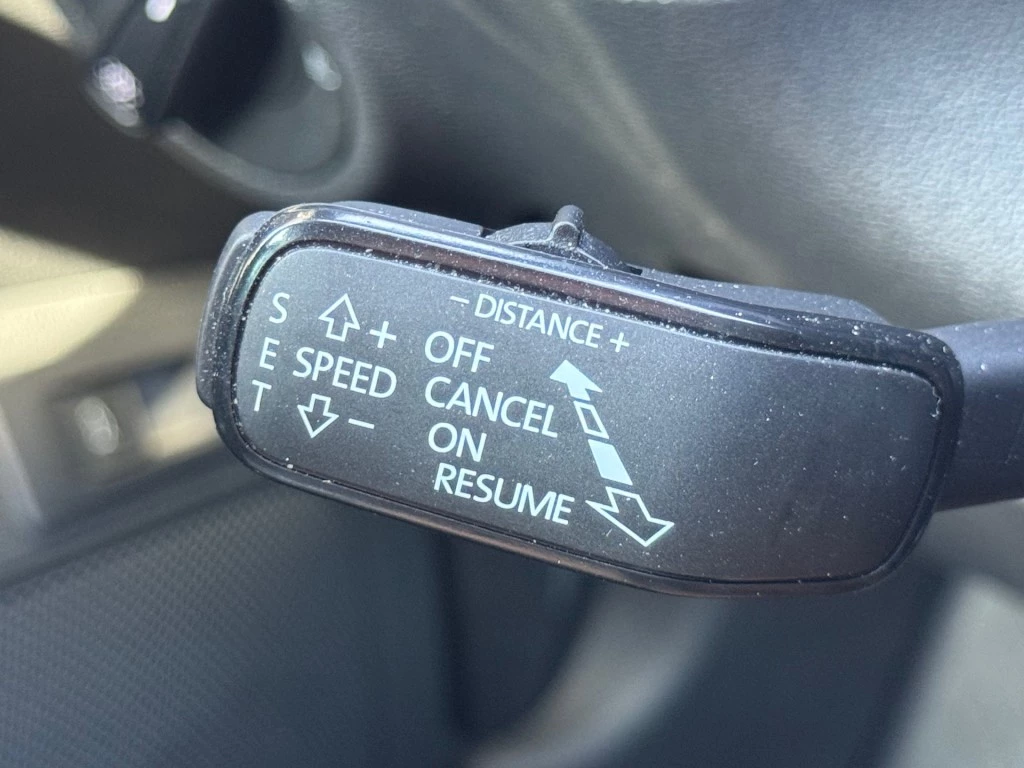 − DISTANCE +
S
E
T
+
SPEED
−
OFF
CANCEL
ON
RESUME